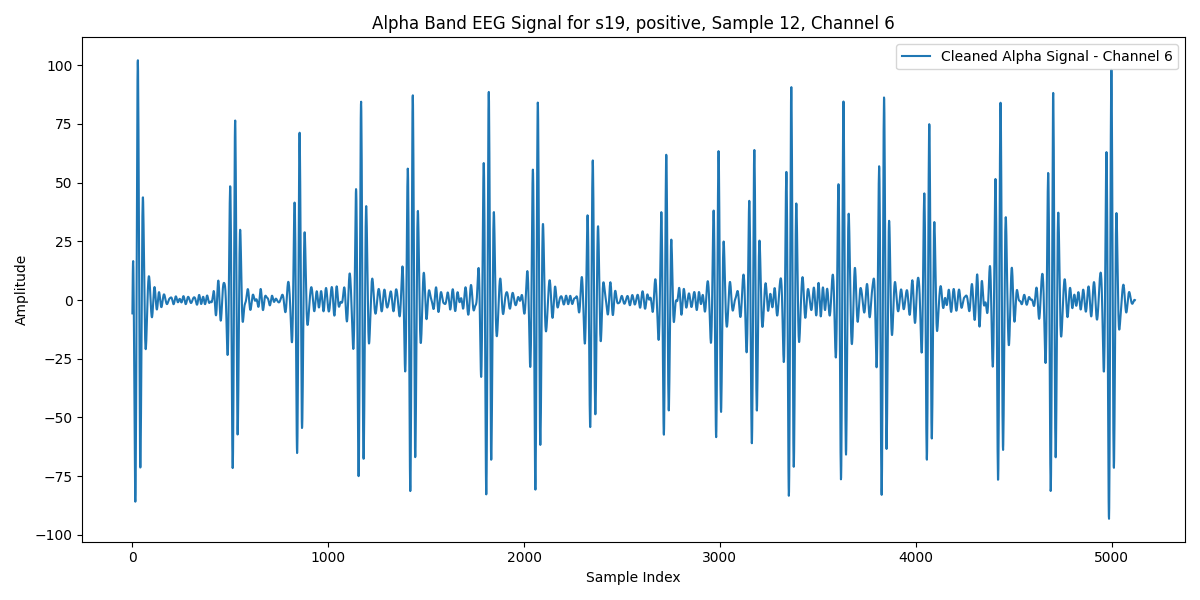 Alpha Band EEG Signal for s19, positive, Sample 12, Channel 6
Cleaned Alpha Signal - Channel 6
Amplitude
100
75
50
25
0
−25
−50
−75
−100
0 1000 2000 3000 4000 5000
Sample Index